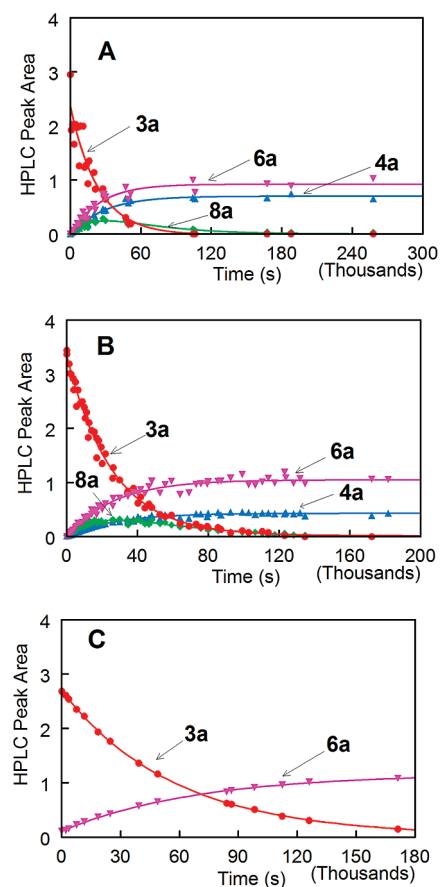 A
HPLC Peak Area
4
3
2
1
0
3a
6a
4a
8a
0 60 120 180 240 300
Time (s) (Thousands)
B
HPLC Peak Area
4
3
2
1
0
3a
6a
8a
4a
0 40 80 120 160 200
Time (s) (Thousands)
C
HPLC Peak Area
4
3
2
1
0
3a
6a
0 30 60 90 120 150 180
Time (s) (Thousands)